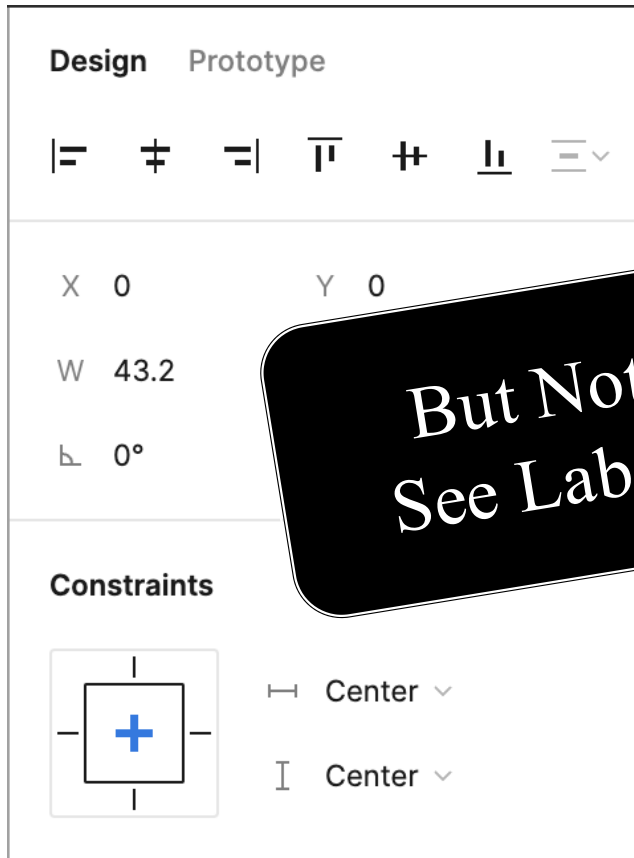 Design Prototype
X 0 Y 0
W 43.2
0°
But Not
See Lab
Constraints
Center
Center